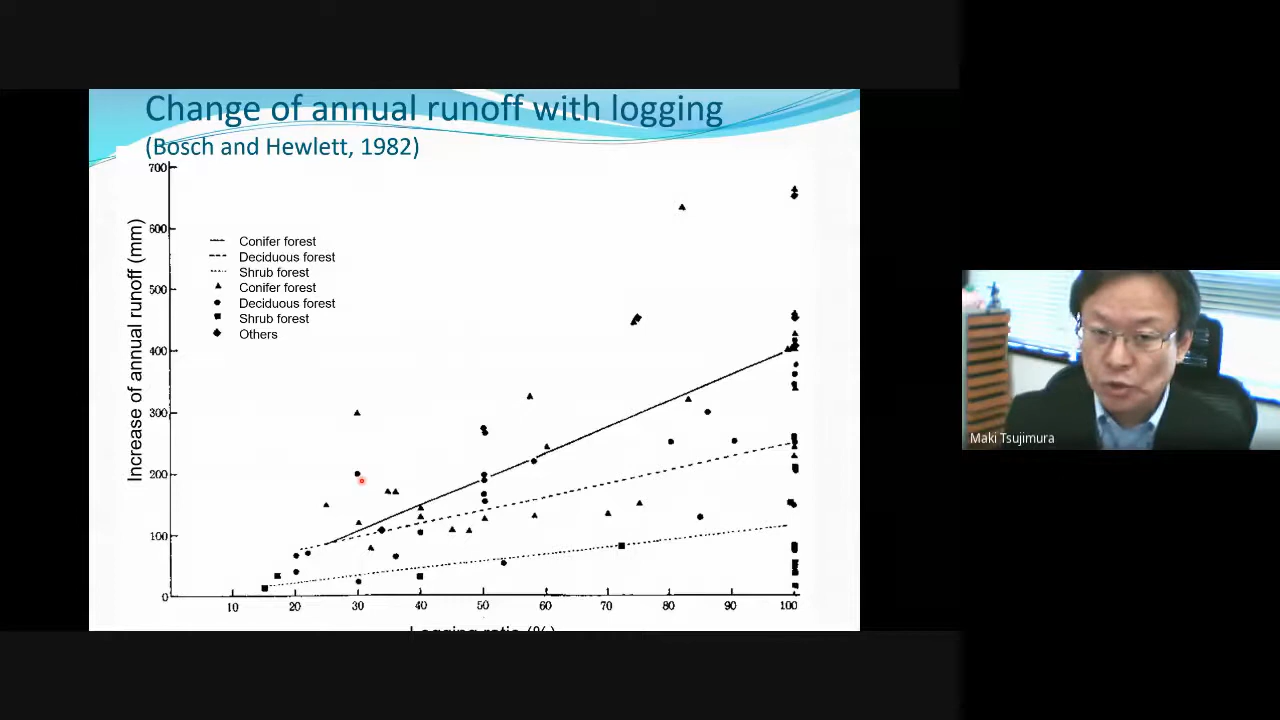 Change of annual runoff with logging
(Bosch and Hewlett, 1982)
Increase of annual runoff (mm)
700
600
500
400
300
200
100
0
Conifer forest
Deciduous forest
Shrub forest
Conifer forest
Deciduous forest
Shrub forest
Others
10 20 30 40 50 60 70 80 90 100
Logging ratio (%)
Maki Tsujimura